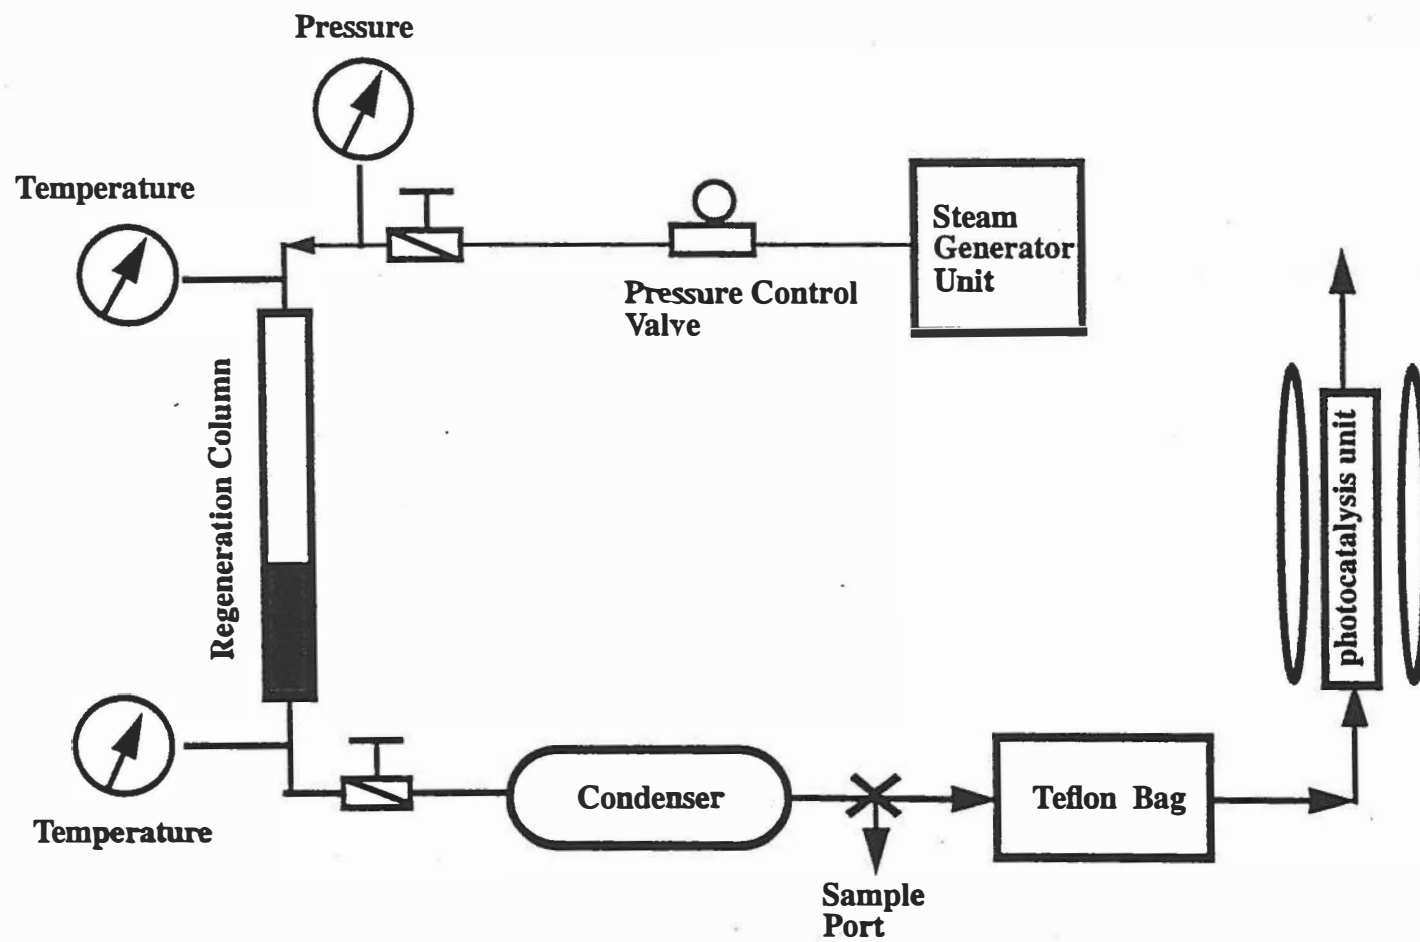 Pressure
Temperature
Steam
Generator
Unit
Pressure Control
Valve
Regeneration Column
photocatalysis unit
Temperature
Condenser
Teflon Bag
Sample
Port